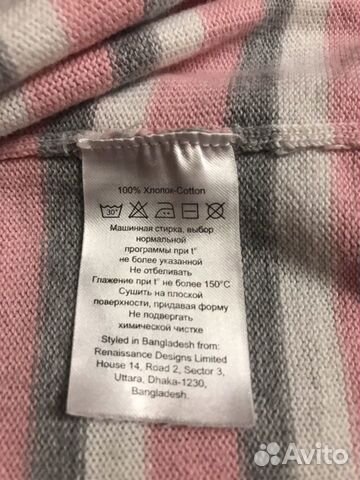 100% Хлопок-Cotton
30°
Машинная стирка, выбор
нормальной
программы при t°
не более указанной
Не отбеливать
Глажение при t° не более 150°C
Сушить на плоской
поверхности, придавая форму
Не подвергать
химической чистке
Styled in Bangladesh from:
Renaissance Designs Limited
House 14, Road 2, Sector 3,
Uttara, Dhaka-1230,
Bangladesh.
Avito